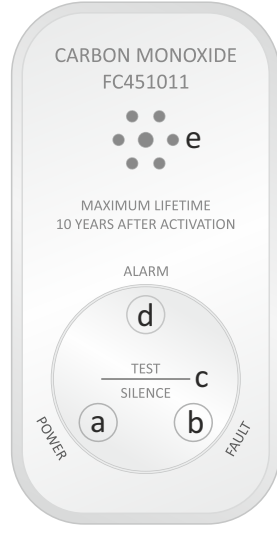 CARBON MONOXIDE
FC451011
e
MAXIMUM LIFETIME
10 YEARS AFTER ACTIVATION
ALARM
d
TEST
c
SILENCE
a
b
POWER
FAULT